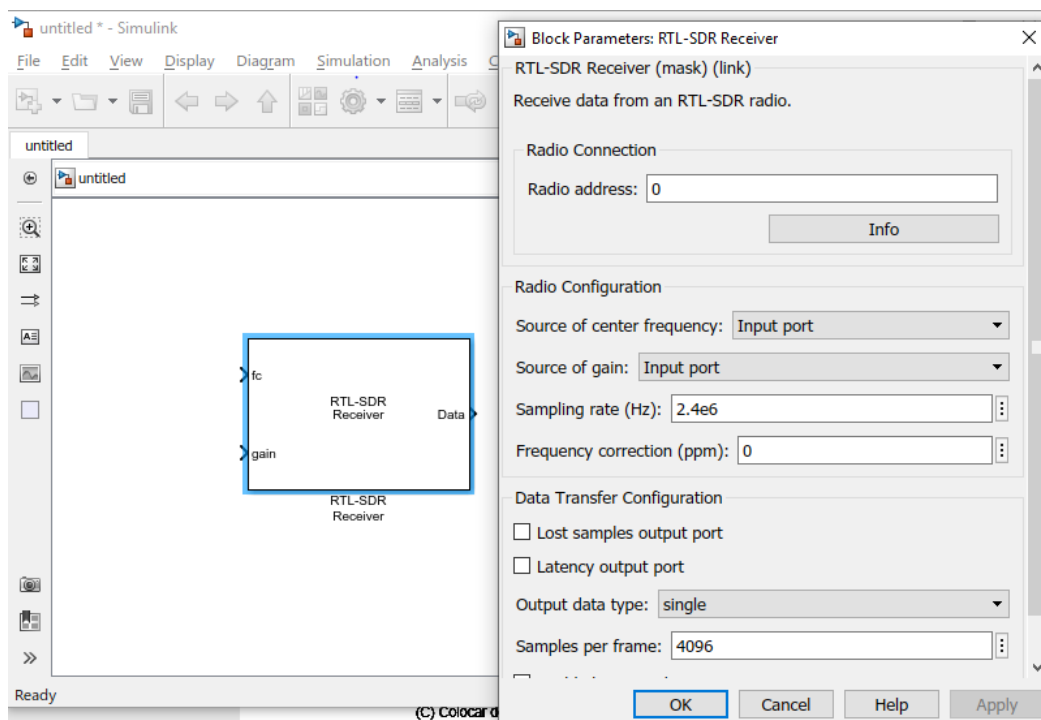 untitled * - Simulink
File Edit View Display Diagram Simulation Analysis
untitled
untitled
fc
gain
RTL-SDR
Receiver
Data
RTL-SDR
Receiver
Ready
(C) Colocar
Block Parameters: RTL-SDR Receiver
RTL-SDR Receiver (mask) (link)
Receive data from an RTL-SDR radio.
Radio Connection
Radio address: 0
Info
Radio Configuration
Source of center frequency: Input port
Source of gain: Input port
Sampling rate (Hz): 2.4e6
Frequency correction (ppm): 0
Data Transfer Configuration
Lost samples output port
Latency output port
Output data type: single
Samples per frame: 4096
OK Cancel Help Apply